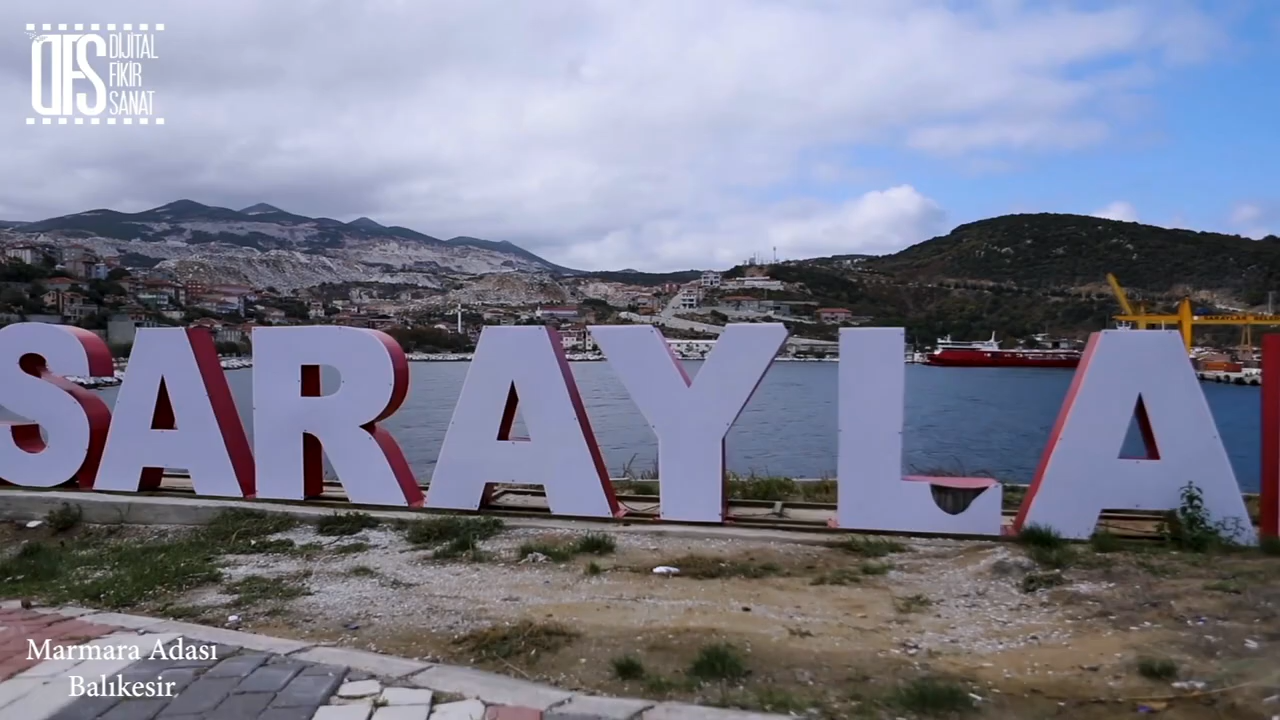 DFS
DİJİTAL
FİKİR
SANAT
SARAYLA
Marmara Adası
Balıkesir